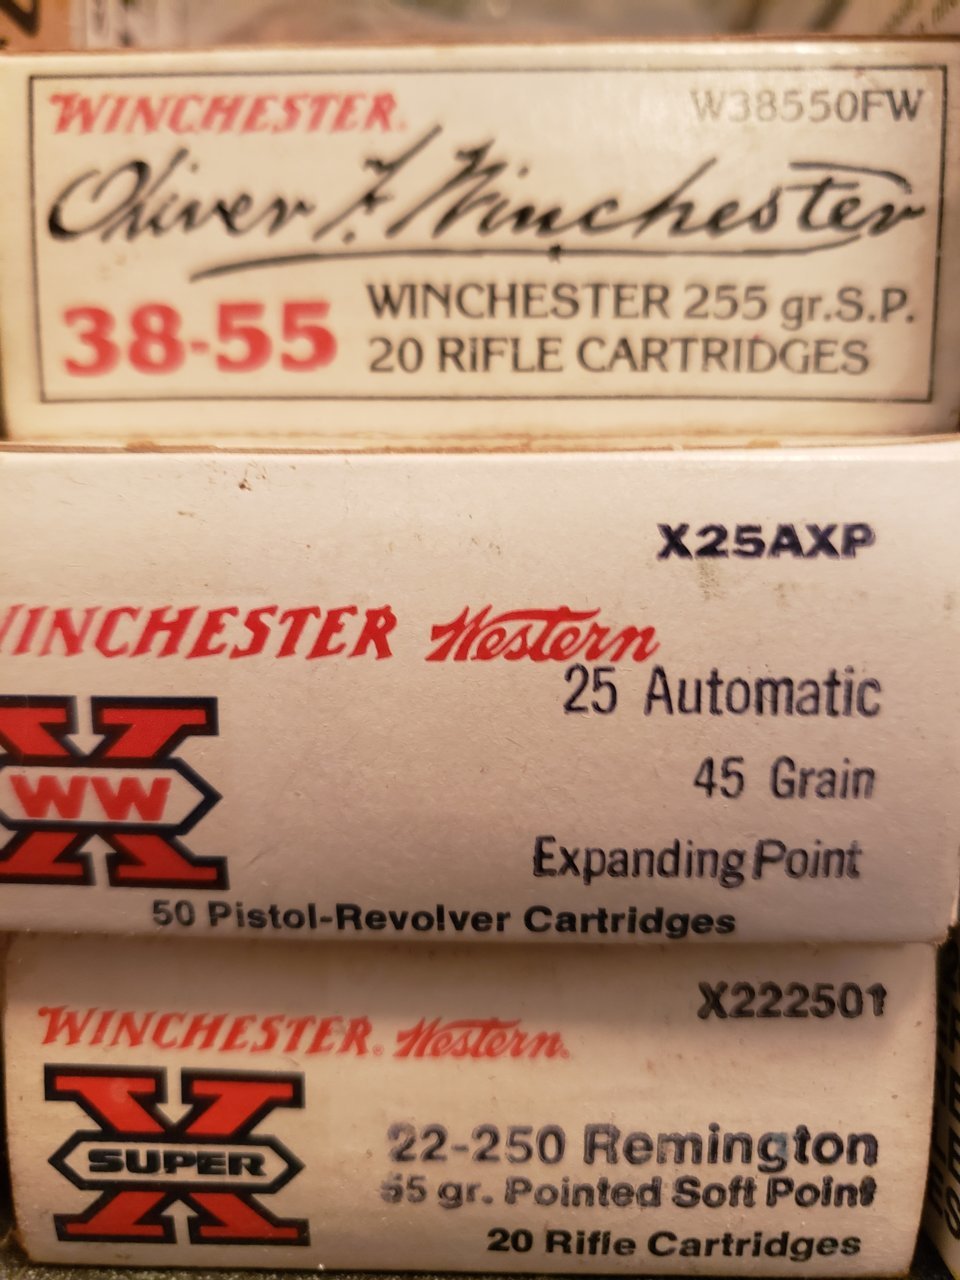 WINCHESTER. W38550FW
Oliver F. Winchester
38-55
WINCHESTER 255 gr.S.P.
20 RIFLE CARTRIDGES
X25AXP
WINCHESTER Western
25 Automatic
WW
45 Grain
Expanding Point
50 Pistol-Revolver Cartridges
X222501
WINCHESTER® Western®
22-250 Remington
SUPER
55 gr. Pointed Soft Point
20 Rifle Cartridges